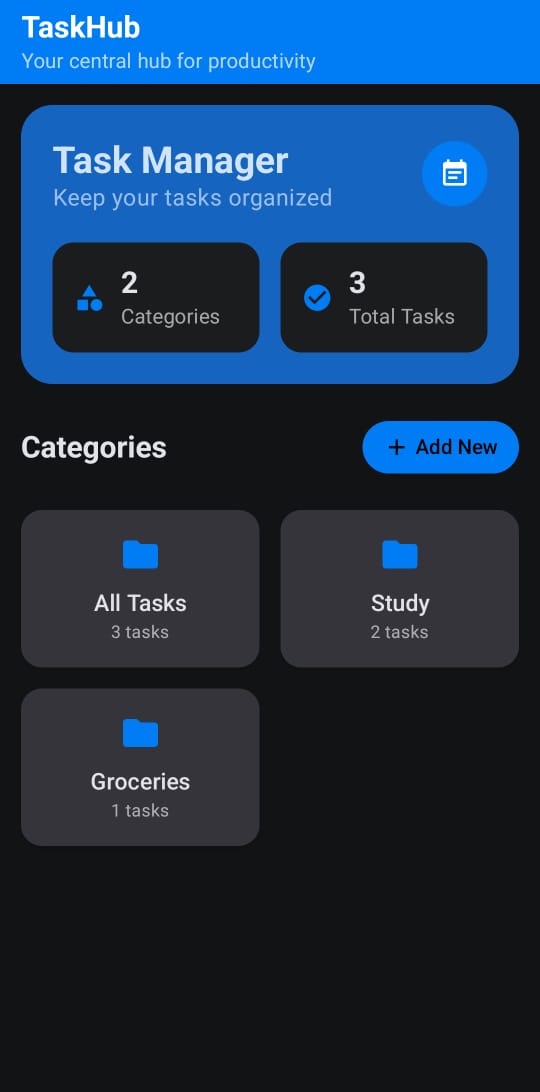 TaskHub
Your central hub for productivity
Task Manager
Keep your tasks organized
2
Categories
3
Total Tasks
Categories
+ Add New
All Tasks
3 tasks
Study
2 tasks
Groceries
1 tasks